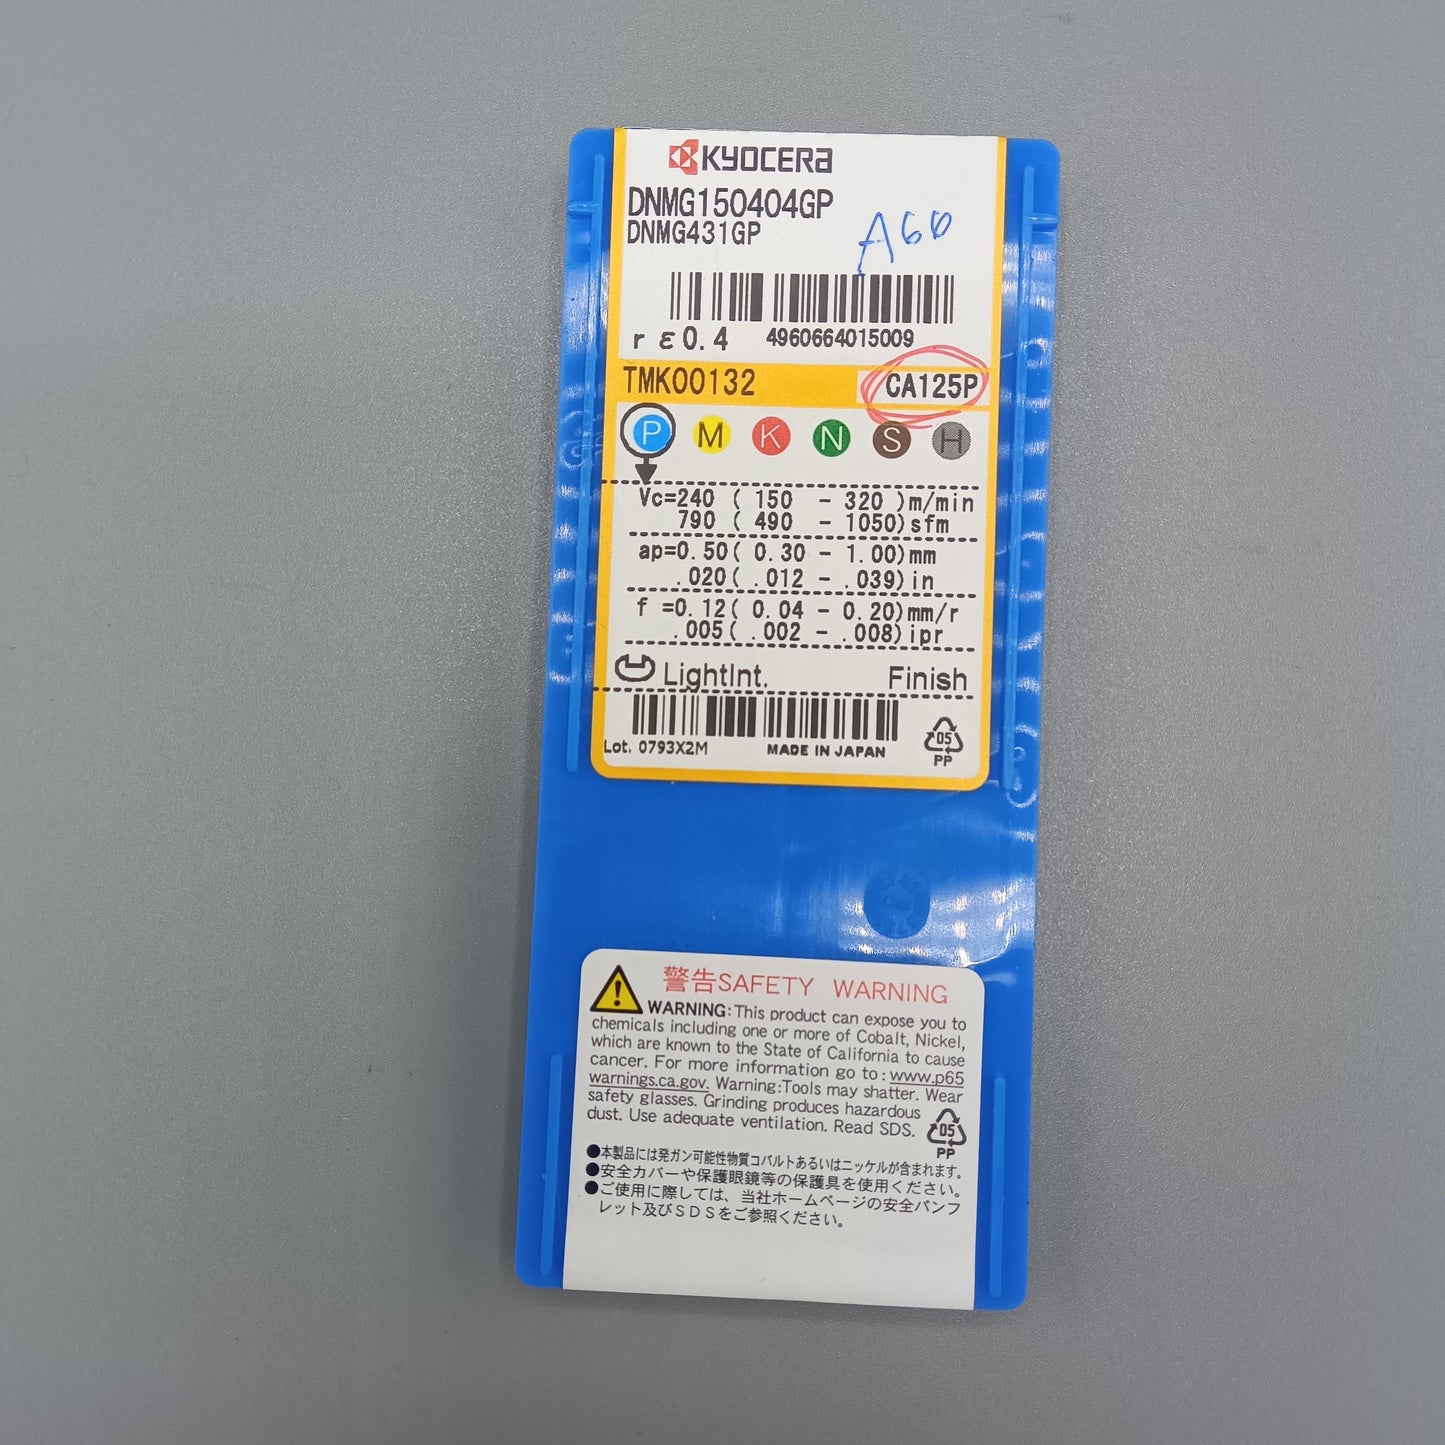 KYOCERA
DNMG150404GP
DNMG431GP
A60
rε0.4 4960664015009
TMK00132 CA125P
P M K N S H
Vc=240 ( 150 - 320 )m/min
790 ( 490 - 1050)sfm
ap=0.50( 0.30 - 1.00)mm
.020( .012 - .039)in
f =0.12( 0.04 - 0.20)mm/r
.005( .002 - .008)ipr
LightInt. Finish
Lot. 0793X2M MADE IN JAPAN
05
PP
警告SAFETY WARNING
WARNING:This product can expose you to
chemicals including one or more of Cobalt, Nickel,
which are known to the State of California to cause
cancer. For more information go to : www.p65
warnings.ca.gov. Warning:Tools may shatter. Wear
safety glasses. Grinding produces hazardous
dust. Use adequate ventilation. Read SDS.
05
PP
●本製品には発ガン可能性物質コバルトあるいはニッケルが含まれます。
●安全カバーや保護眼鏡等の保護具を使用ください。
●ご使用に際しては、当社ホームページの安全パンフ
レット及びSDSをご参照ください。